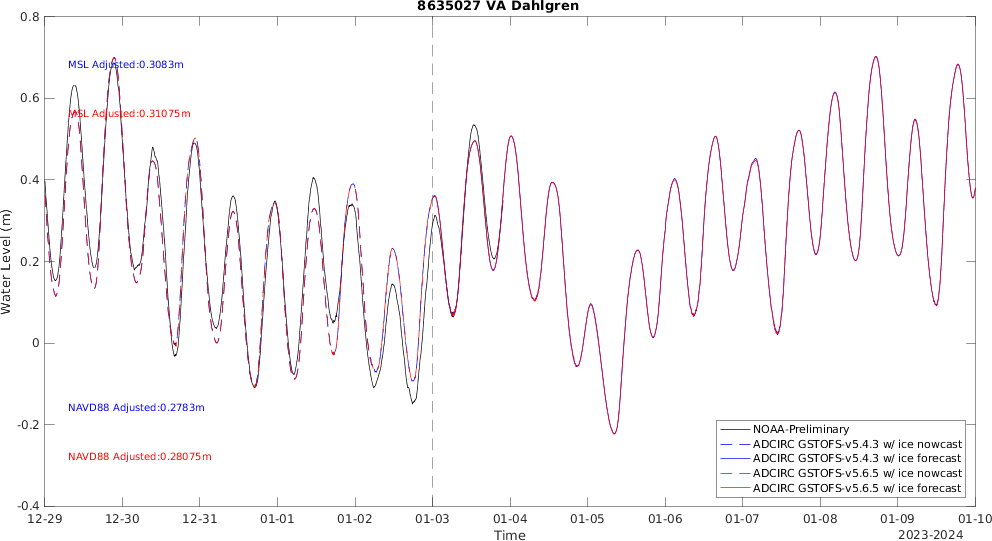 8635027 VA Dahlgren
0.8
0.6
0.4
0.2
0
-0.2
-0.4
Water Level (m)
MSL Adjusted:0.3083m
MSL Adjusted:0.31075m
NAVD88 Adjusted:0.2783m
NAVD88 Adjusted:0.28075m
NOAA-Preliminary
ADCIRC GSTOFS-v5.4.3 w/ ice nowcast
ADCIRC GSTOFS-v5.4.3 w/ ice forecast
ADCIRC GSTOFS-v5.6.5 w/ ice nowcast
ADCIRC GSTOFS-v5.6.5 w/ ice forecast
12-29 12-30 12-31 01-01 01-02 01-03 01-04 01-05 01-06 01-07 01-08 01-09 01-10
Time
2023-2024